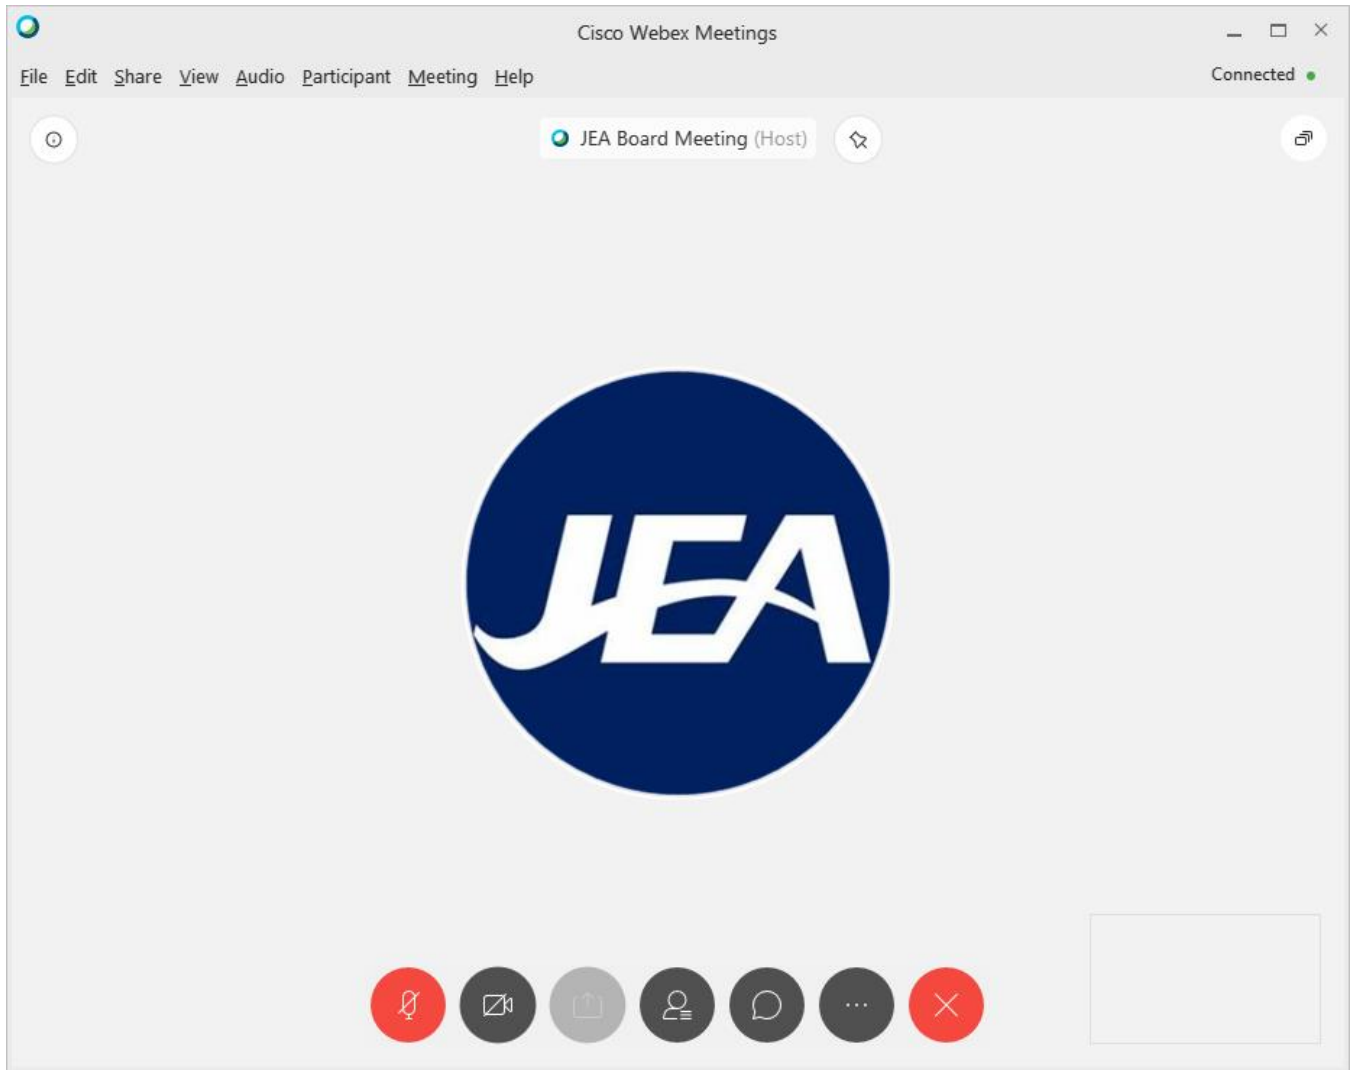 Cisco Webex Meetings
File Edit Share View Audio Participant Meeting Help
Connected
JEA Board Meeting (Host)
JEA